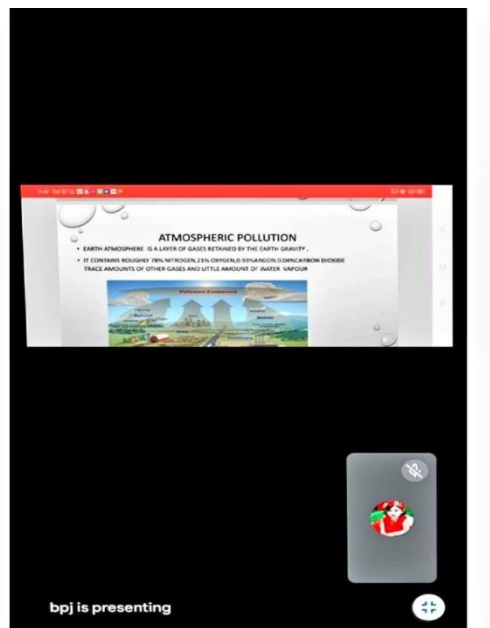 ATMOSPHERIC POLLUTION
• EARTH ATMOSPHERE IS A LAYER OF GASES RETAINED BY THE EARTH GRAVITY .
• IT CONTAINS ROUGHLY 78% NITROGEN,21% OXYGEN,0.93%ARGON,0.04%CARBON DIOXIDE
TRACE AMOUNTS OF OTHER GASES AND LITTLE AMOUNT OF WATER VAPOUR
Pollution Emissions
bpj is presenting